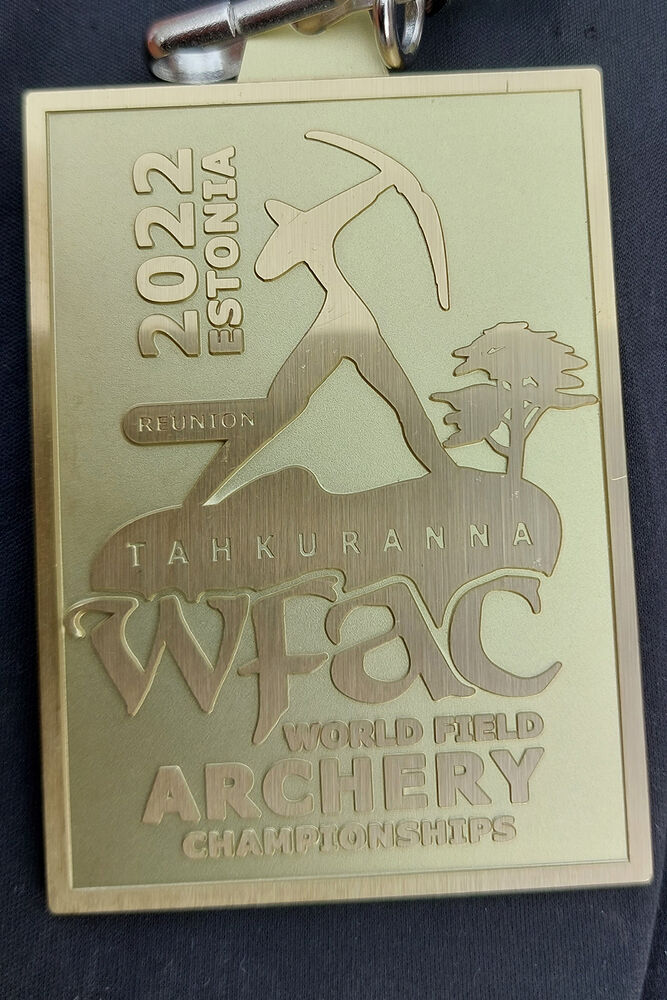 2022
ESTONIA
REUNION
TAHKURANNA
wfac
WORLD FIELD
ARCHERY
CHAMPIONSHIPS